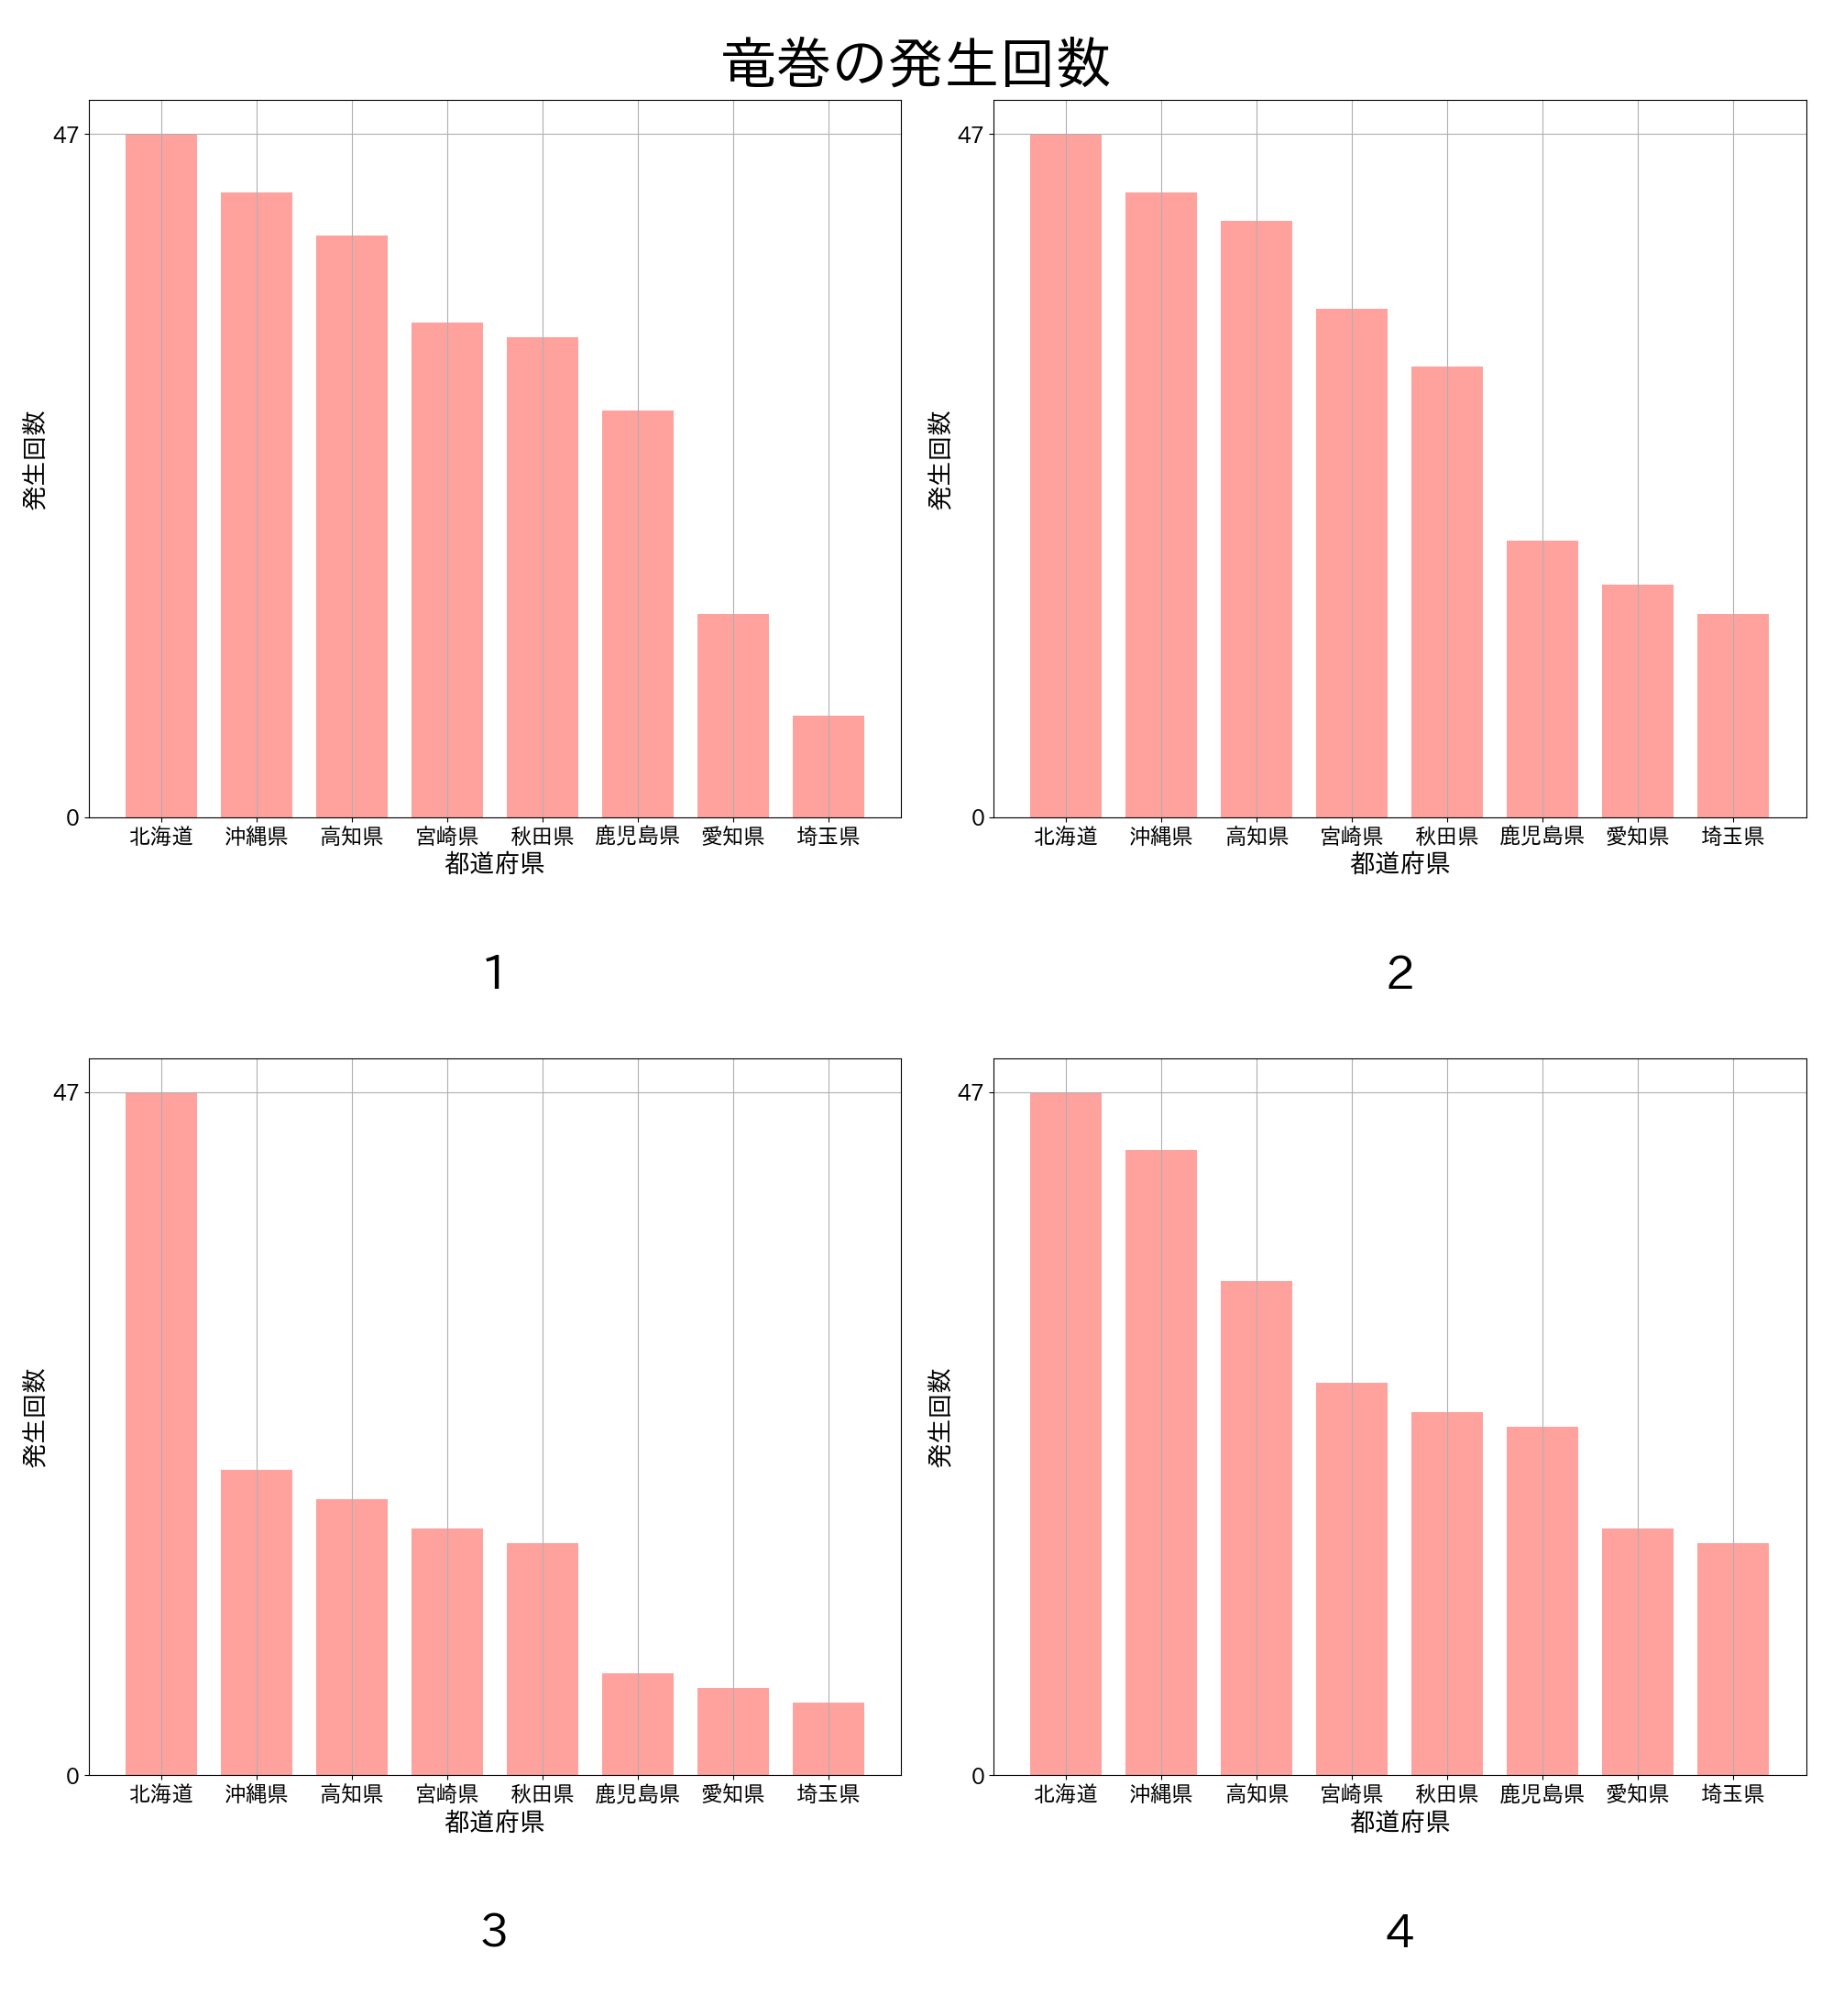 竜巻の発生回数
47
0
発生回数
北海道 沖縄県 高知県 宮崎県 秋田県 鹿児島県 愛知県 埼玉県
都道府県
1
47
0
発生回数
北海道 沖縄県 高知県 宮崎県 秋田県 鹿児島県 愛知県 埼玉県
都道府県
2
47
0
発生回数
北海道 沖縄県 高知県 宮崎県 秋田県 鹿児島県 愛知県 埼玉県
都道府県
3
47
0
発生回数
北海道 沖縄県 高知県 宮崎県 秋田県 鹿児島県 愛知県 埼玉県
都道府県
4